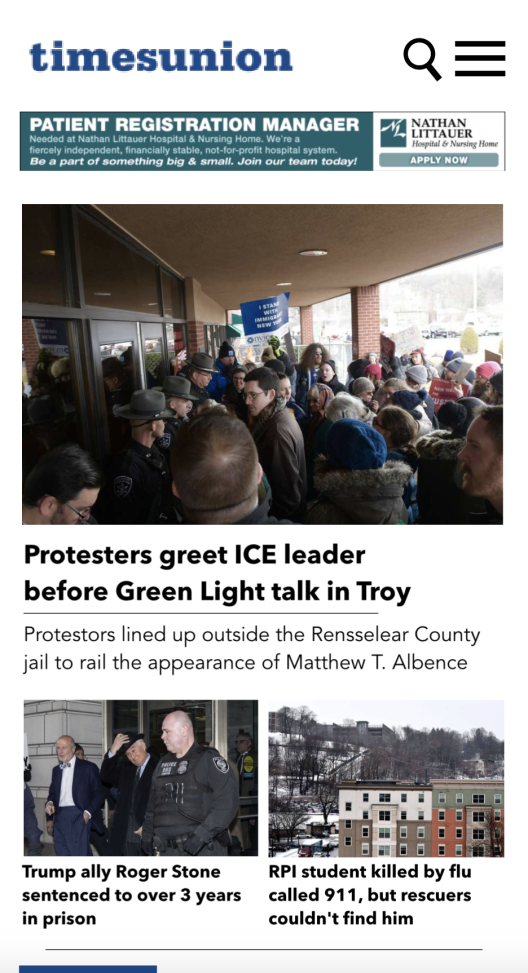 timesunion
PATIENT REGISTRATION MANAGER
Needed at Nathan Littauer Hospital & Nursing Home. We're a
fiercely independent, financially stable, not-for-profit hospital system.
Be a part of something big & small. Join our team today!
NATHAN
LITTAUER
Hospital & Nursing Home
APPLY NOW
I STAND
WITH
IMMIGRANT
NEW YORK
Protesters greet ICE leader
before Green Light talk in Troy
Protestors lined up outside the Rensselear County
jail to rail the appearance of Matthew T. Albence
POLICE
Trump ally Roger Stone
sentenced to over 3 years
in prison
RPI student killed by flu
called 911, but rescuers
couldn't find him